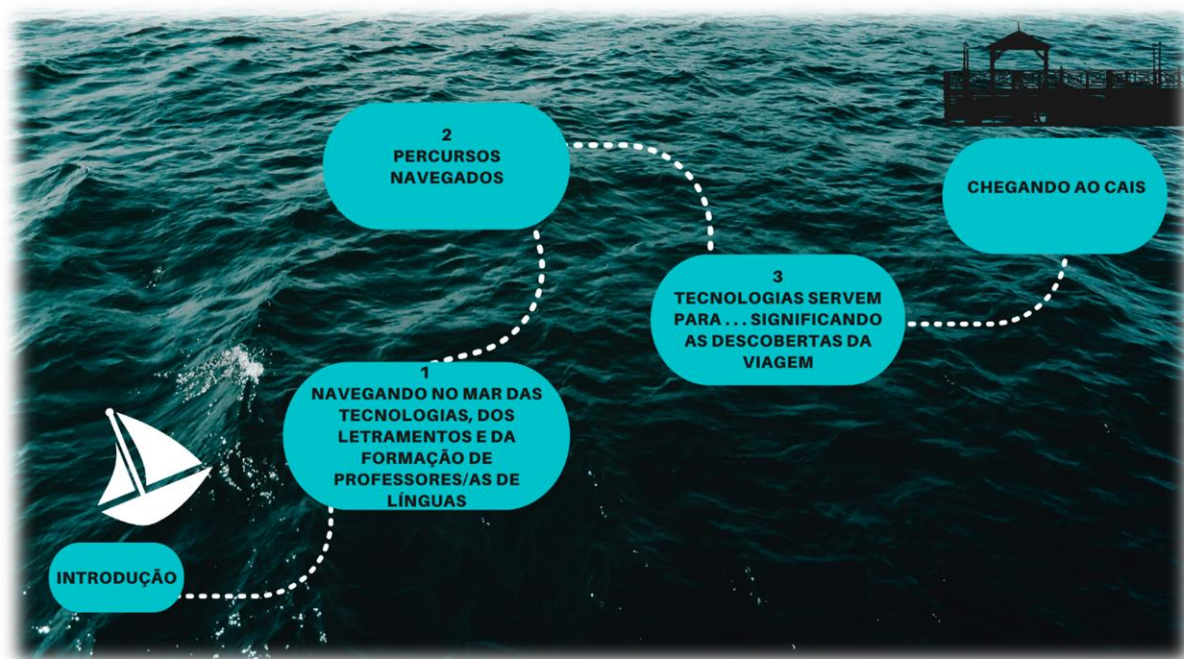 INTRODUÇÃO
1
NAVEGANDO NO MAR DAS
TECNOLOGIAS, DOS
LETRAMENTOS E DA
FORMAÇÃO DE
PROFESSORES/AS DE
LÍNGUAS
2
PERCURSOS
NAVEGADOS
3
TECNOLOGIAS SERVEM
PARA . . . SIGNIFICANDO
AS DESCOBERTAS DA
VIAGEM
CHEGANDO AO CAIS